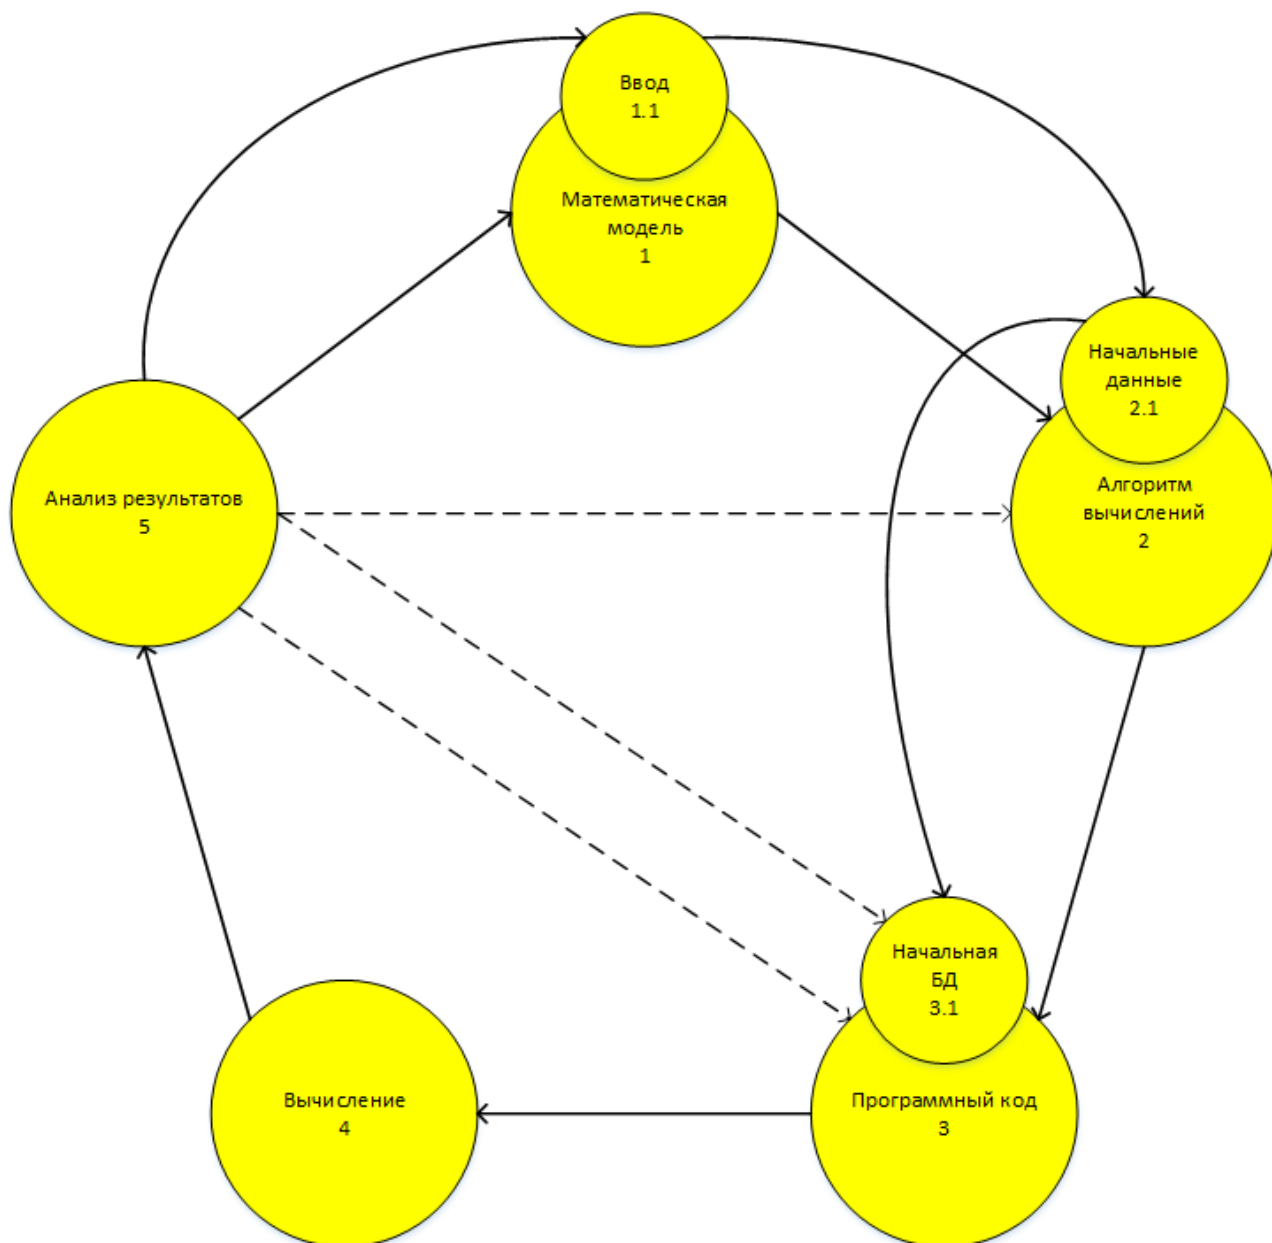 Ввод
1.1
Математическая
модель
1
Начальные
данные
2.1
Алгоритм
вычислений
2
Анализ результатов
5
Начальная
БД
3.1
Программный код
3
Вычисление
4